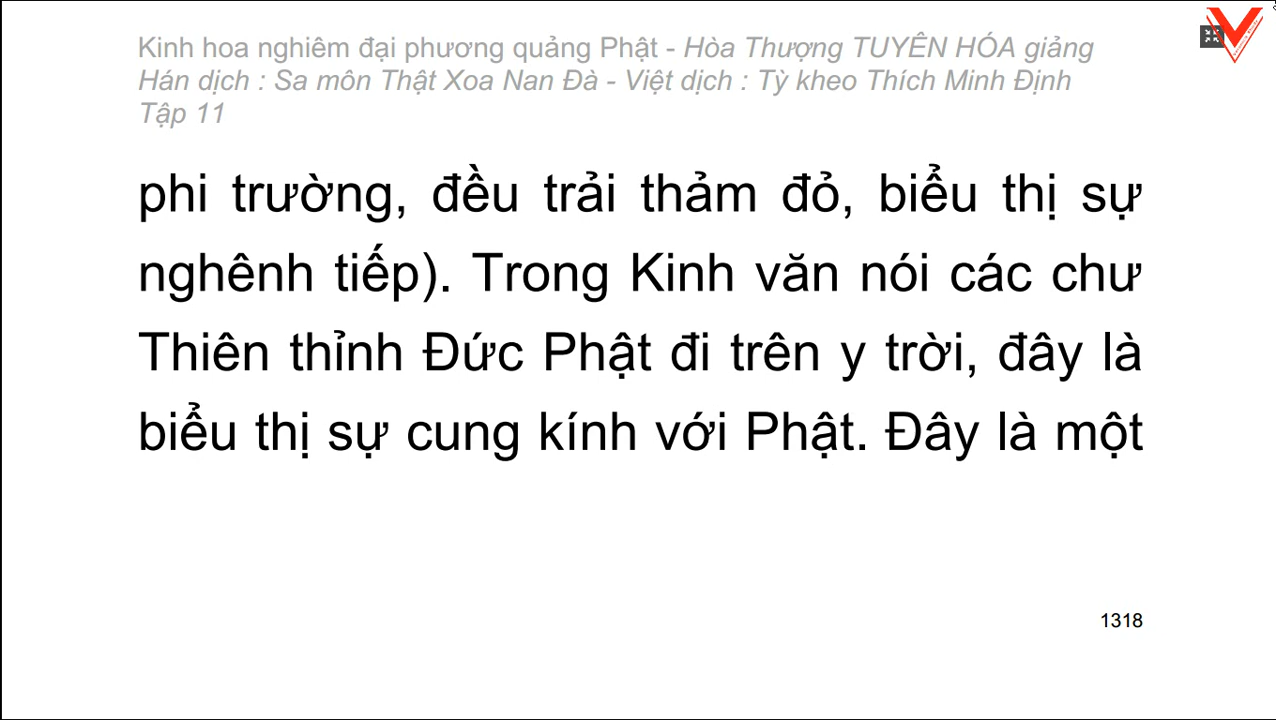 Kinh hoa nghiêm đại phương quảng Phật - Hòa Thượng TUYÊN HÓA giảng
Hán dịch : Sa môn Thật Xoa Nan Đà - Việt dịch : Tỳ kheo Thích Minh Định
Tập 11
phi trường, đều trải thảm đỏ, biểu thị sự
nghênh tiếp). Trong Kinh văn nói các chư
Thiên thỉnh Đức Phật đi trên y trời, đây là
biểu thị sự cung kính với Phật. Đây là một
1318